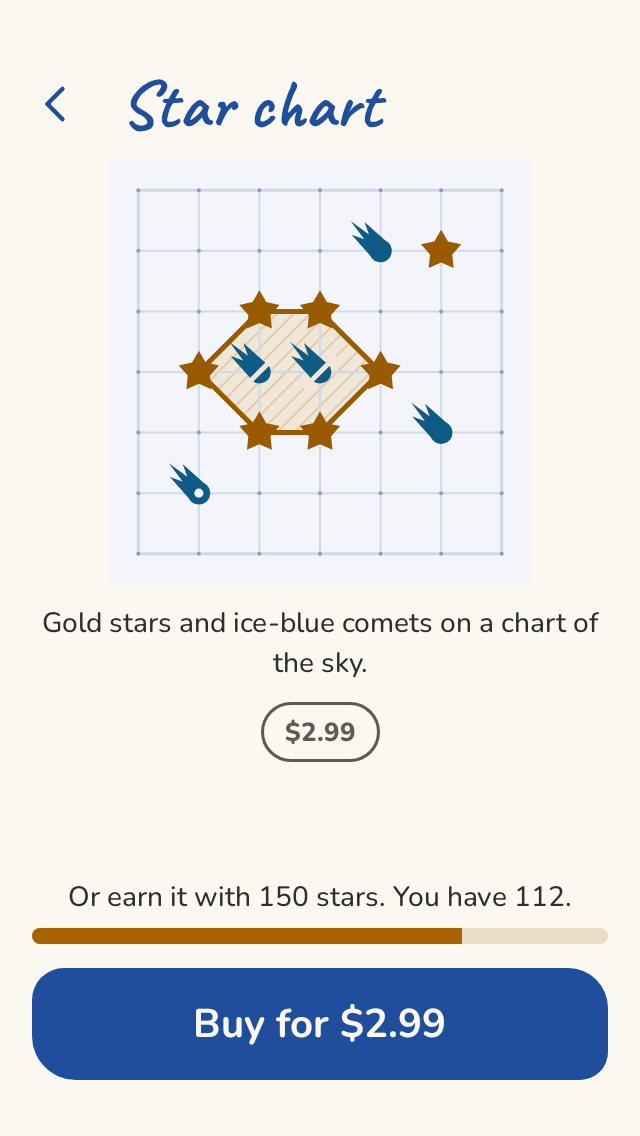 Star chart
Gold stars and ice-blue comets on a chart of
the sky.
$2.99
Or earn it with 150 stars. You have 112.
Buy for $2.99